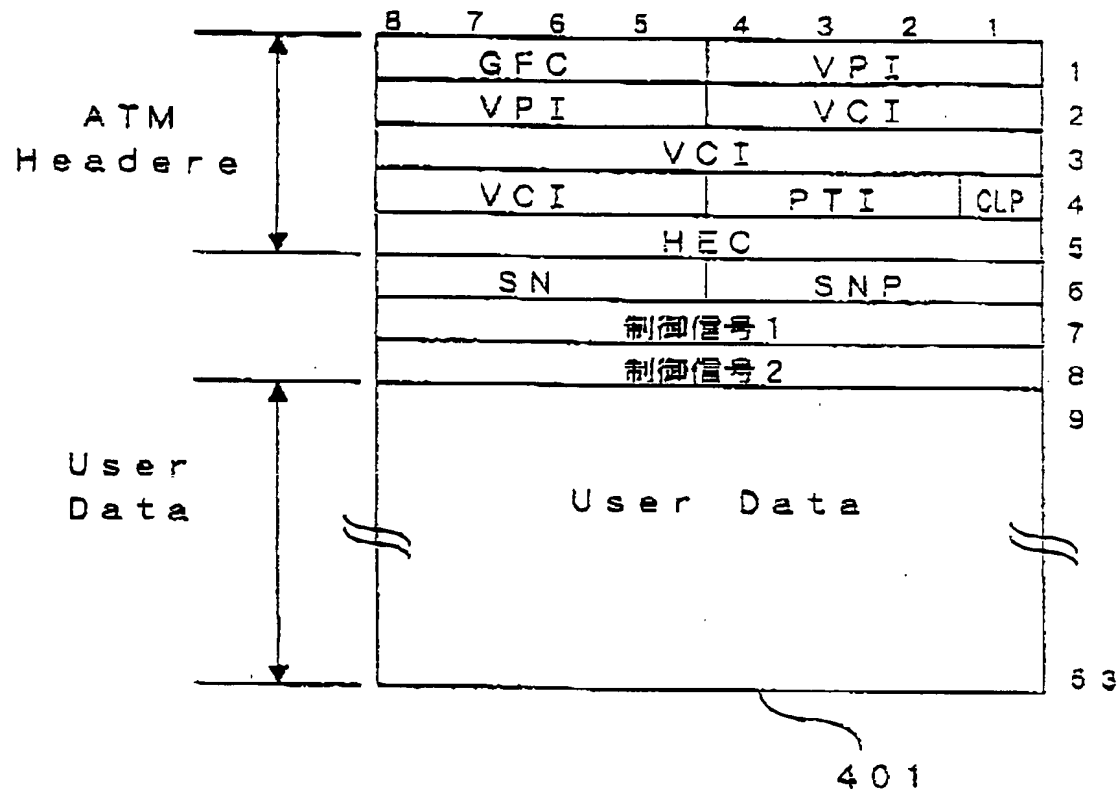 8 7 6 5 4 3 2 1
GFC VPI 1
VPI VCI 2
VCI 3
VCI PTI CLP 4
HEC 5
SN SNP 6
制御信号1 7
制御信号2 8
9
User Data
53
ATM
Headere
User
Data
401